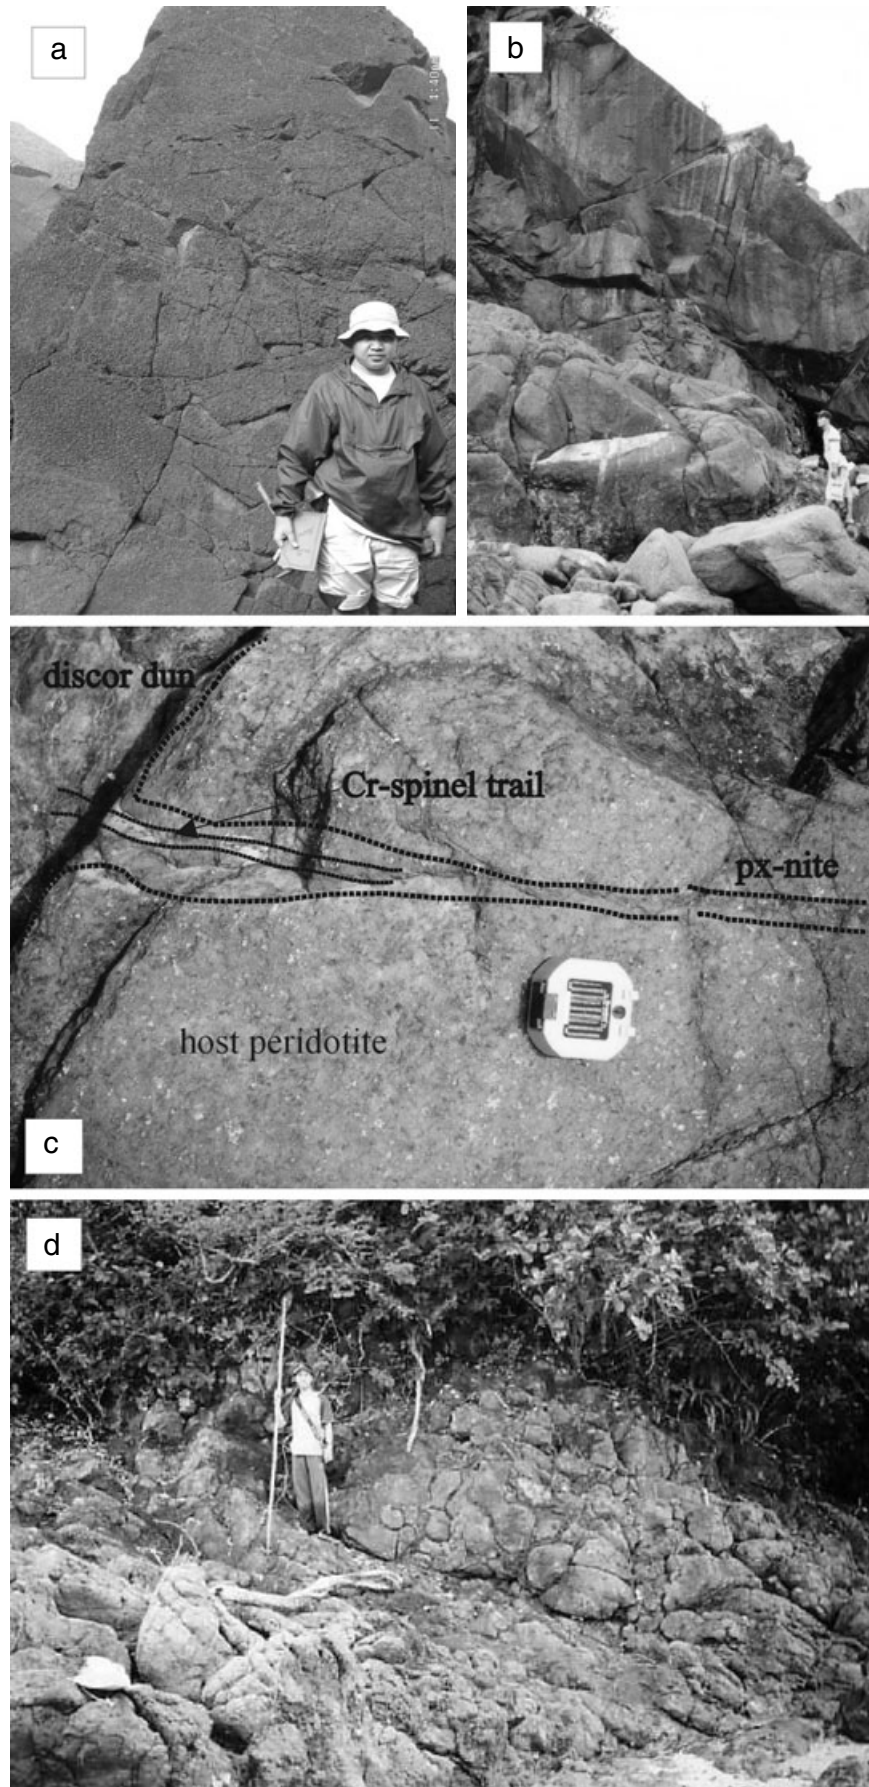 a
b
discor dun
Cr-spinel trail
px-nite
host peridotite
c
d